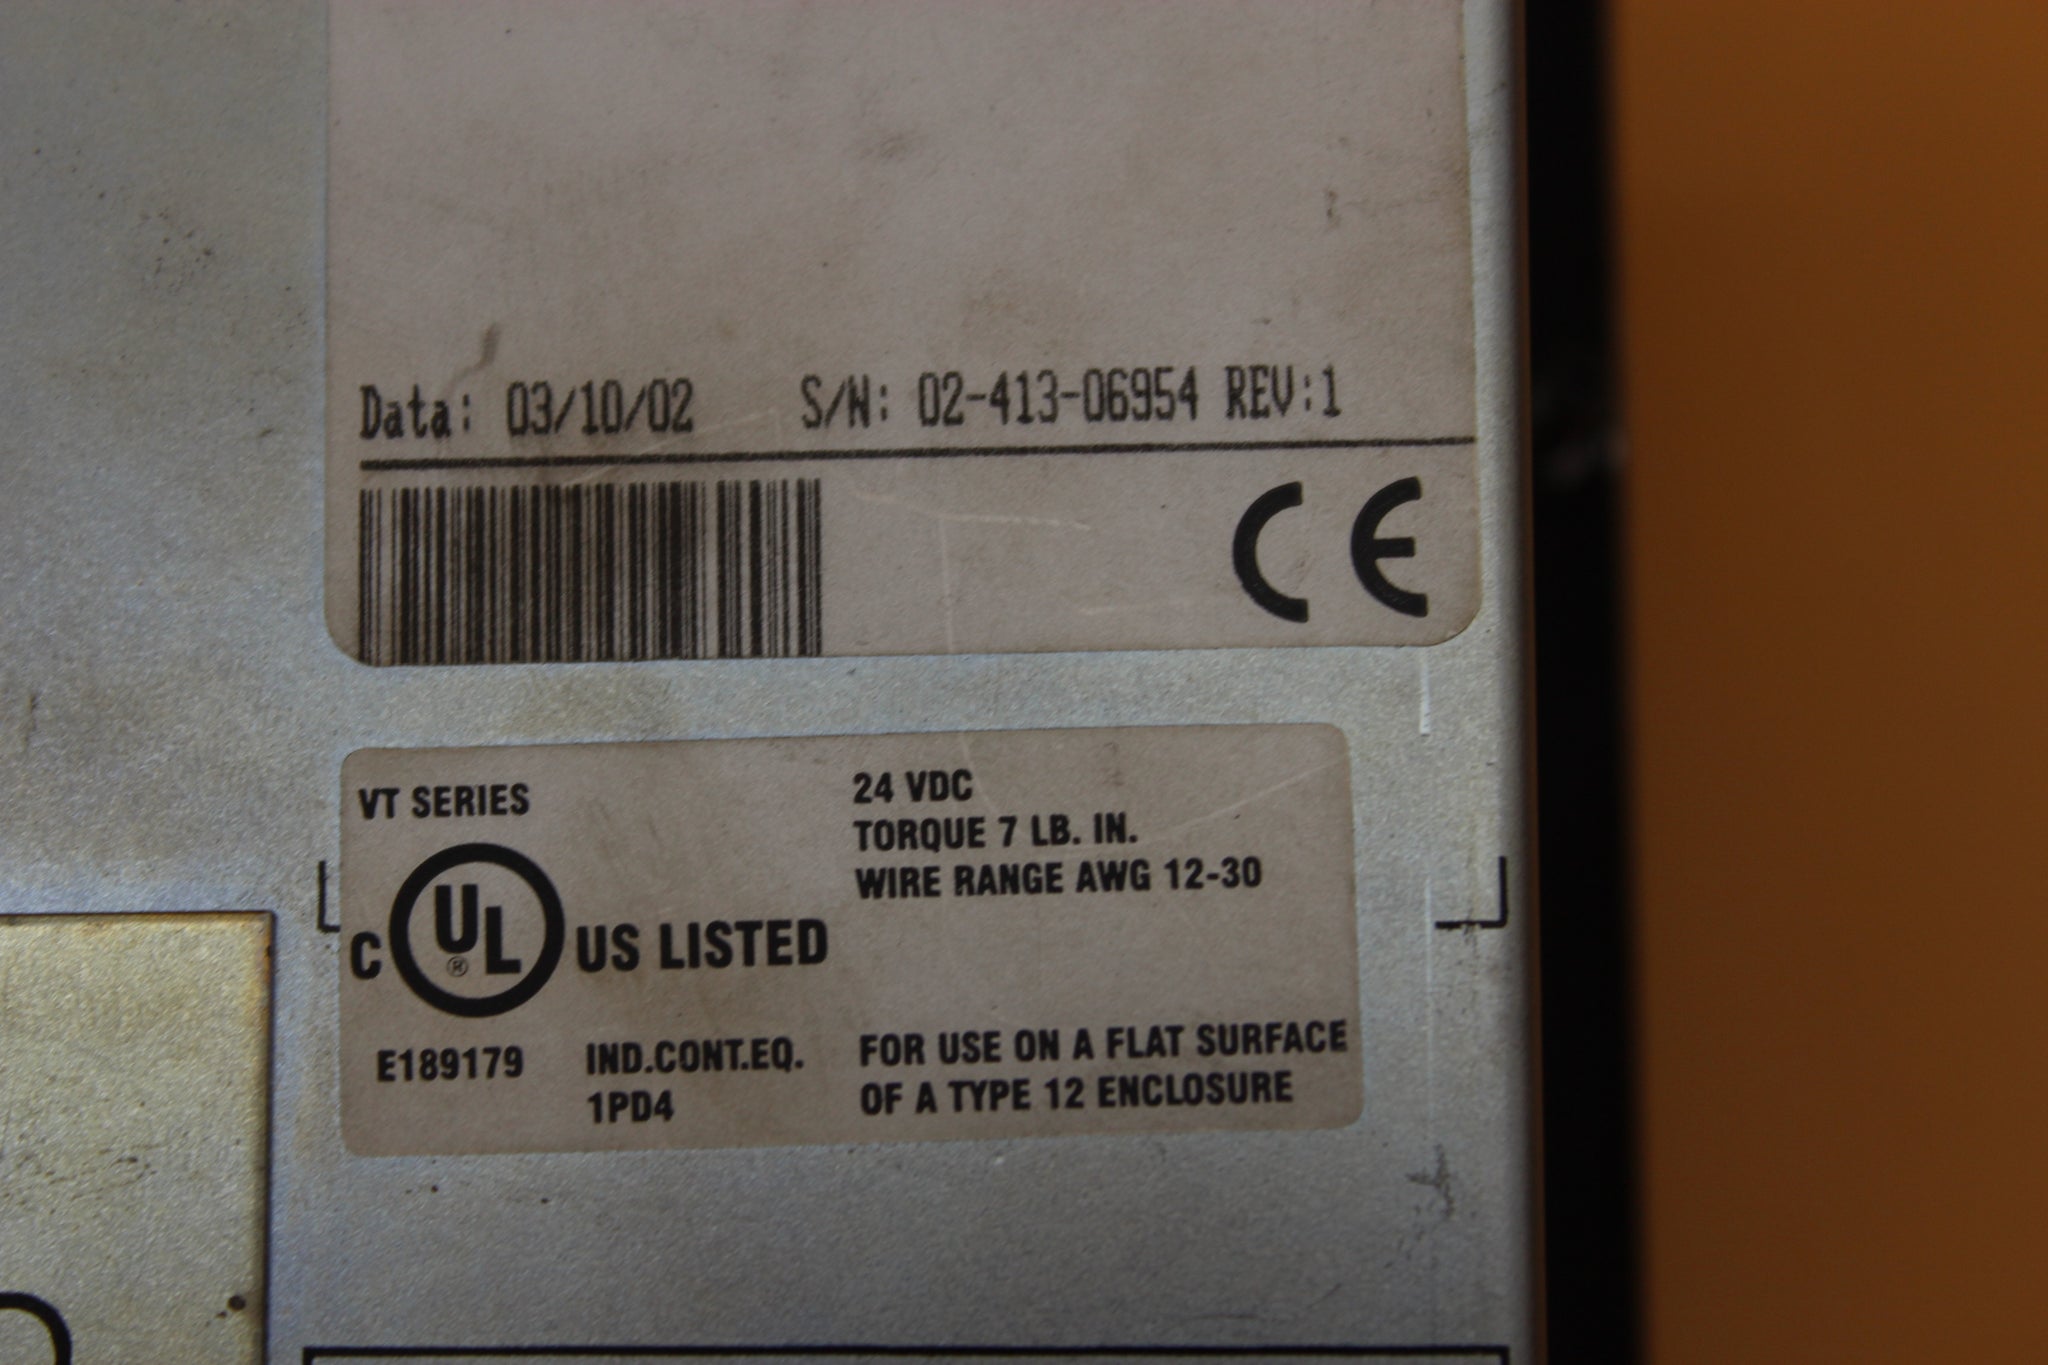 Data: 03/10/02 S/N: 02-413-06954 REV:1
CE
VT SERIES
24 VDC
TORQUE 7 LB. IN.
WIRE RANGE AWG 12-30
C UL® US LISTED
E189179
IND.CONT.EQ.
1PD4
FOR USE ON A FLAT SURFACE
OF A TYPE 12 ENCLOSURE